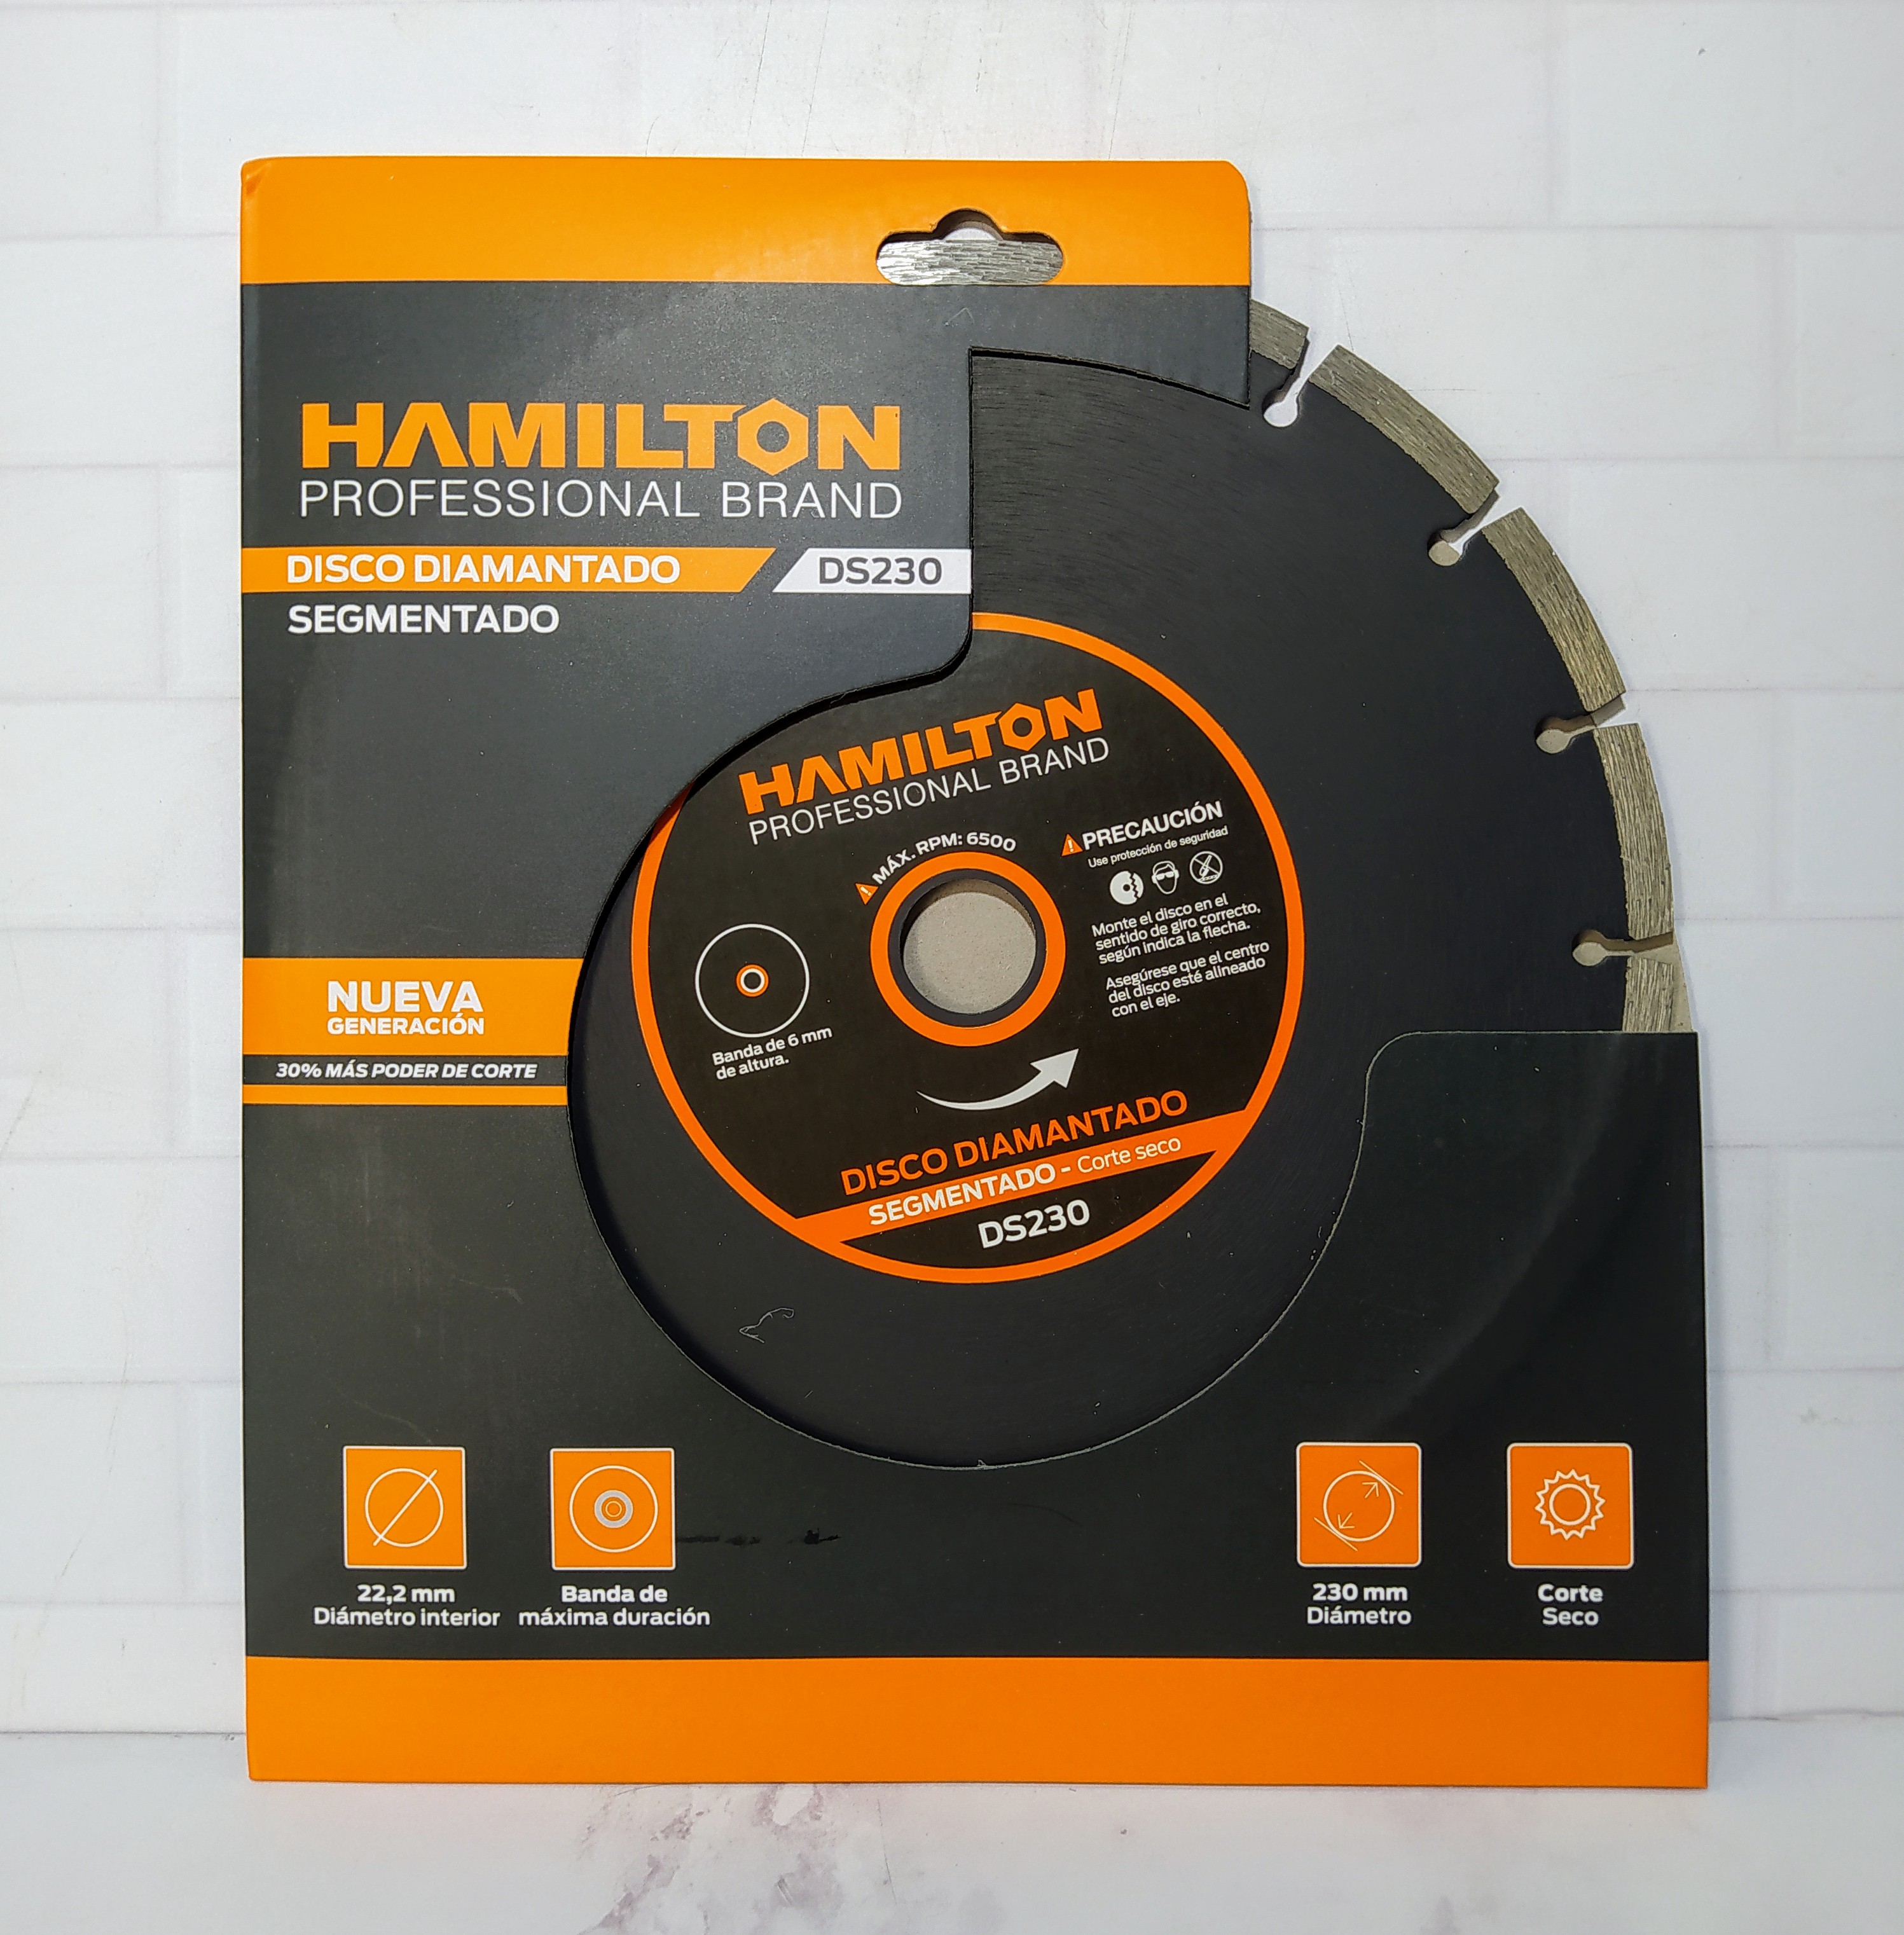 HAMILTON
PROFESSIONAL BRAND
DISCO DIAMANTADO
DS230
SEGMENTADO
HAMILTON
PROFESSIONAL BRAND
MÁX. RPM: 6500
PRECAUCIÓN
Use protección de seguridad
Monte el disco en el
sentido de giro correcto,
según indica la flecha.
Asegúrese que el centro
del disco esté alineado
con el eje.
Banda de 6 mm
de altura.
DISCO DIAMANTADO
SEGMENTADO - Corte seco
DS230
NUEVA
GENERACIÓN
30% MÁS PODER DE CORTE
22,2 mm
Diámetro interior
Banda de
máxima duración
230 mm
Diámetro
Corte
Seco